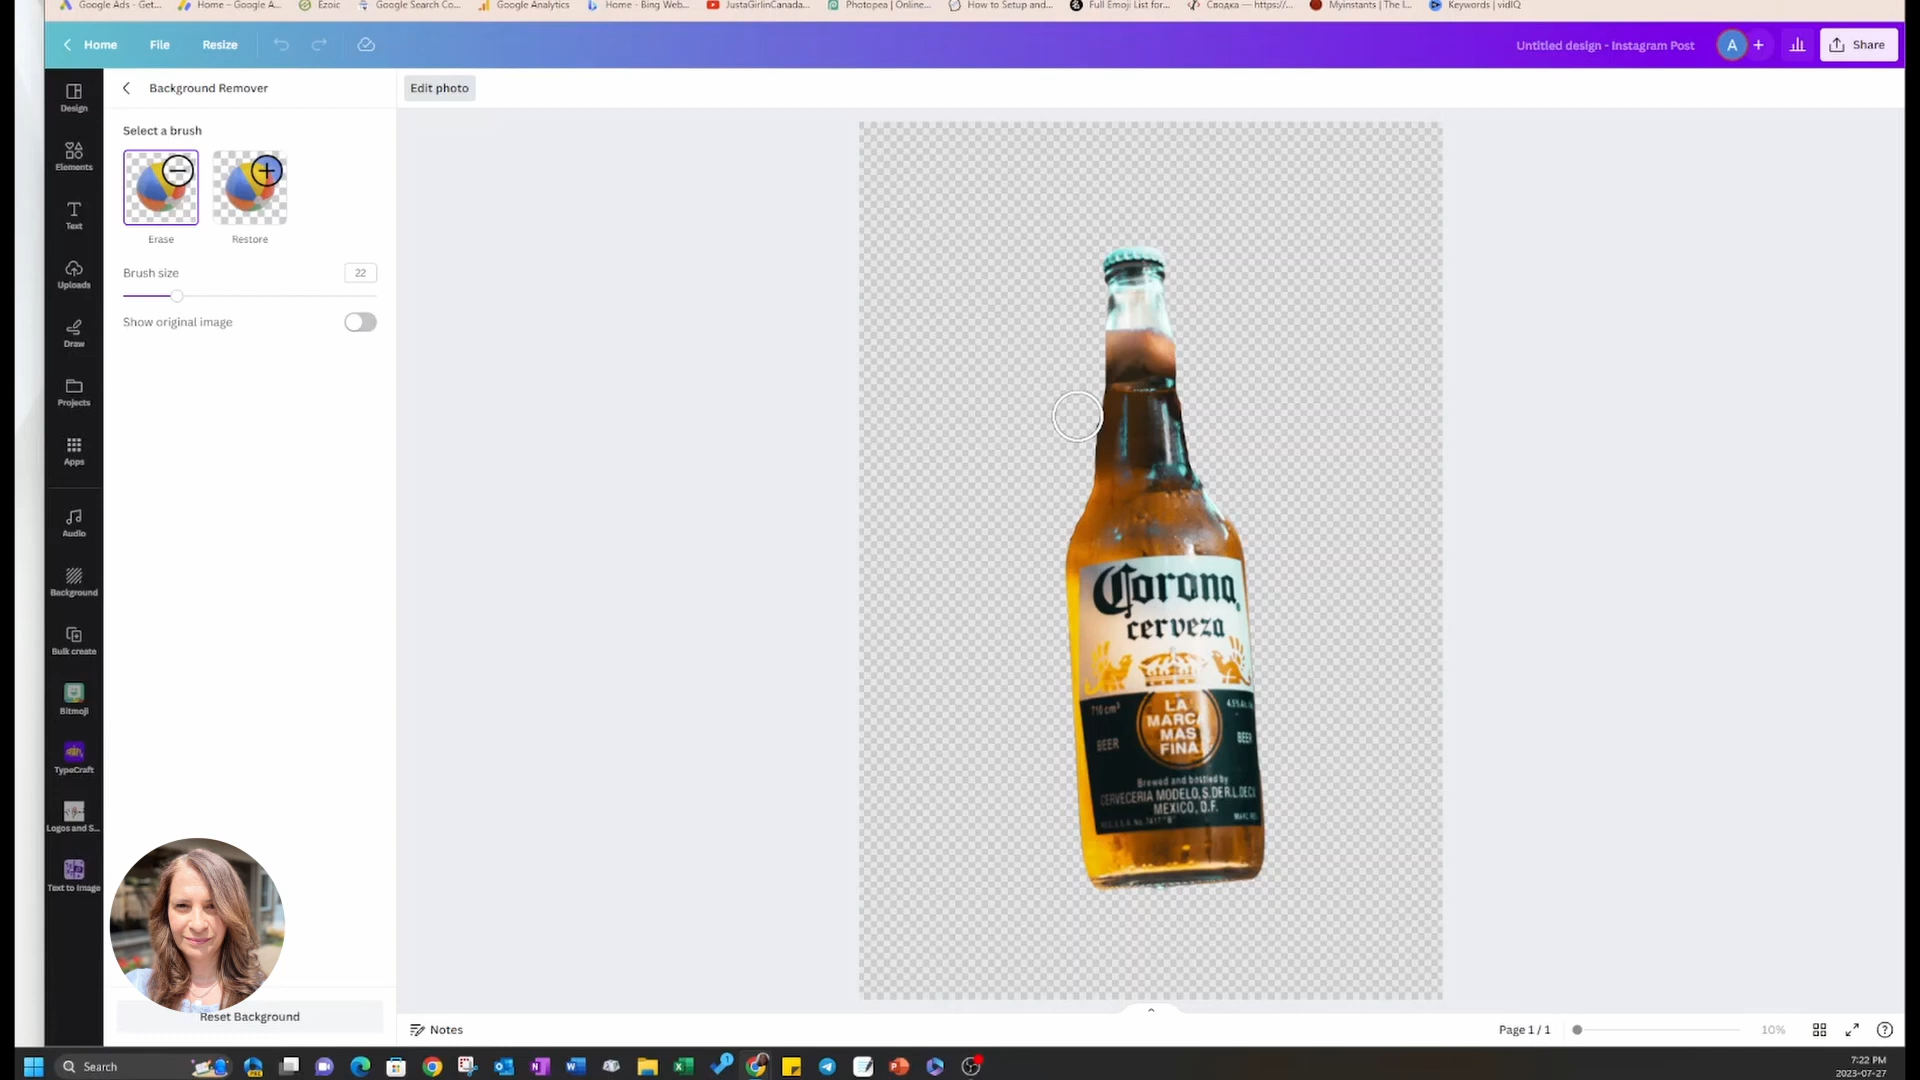 Google Ads - Get...
Home – Google A...
Ezoic
Google Search Co...
Google Analytics
Home - Bing Web...
JustaGirlinCanada...
Photopea | Online...
How to Setup and...
Full Emoji List for...
Сводка — https://...
Myinstants | The l...
Keywords | vidIQ
Home
File
Resize
Untitled design - Instagram Post
A
Share
Design
Elements
Text
Uploads
Draw
Projects
Apps
Audio
Background
Bulk create
Bitmoji
TypeCraft
Logos and S...
Text to Image
Background Remover
Select a brush
Erase
Restore
Brush size
22
Show original image
Reset Background
Edit photo
Corona
cerveza
710 cm³
LA
MARCA
MAS
FINA
BEER
BEER
Brewed and bottled by
CERVECERIA MODELO, S. DE R.L. DE C.V.
MEXICO, D.F.
Notes
Page 1 / 1
10%
Search
7:22 PM
2023-07-27